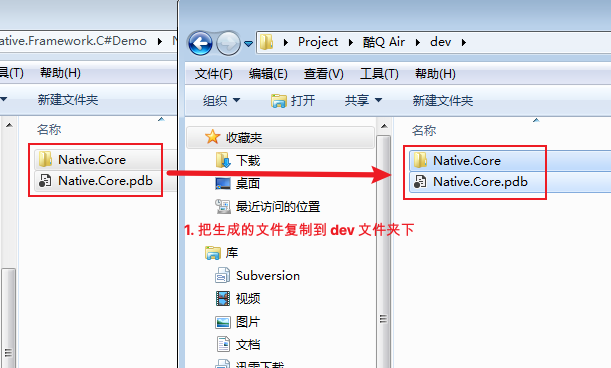 ative.Framework.C#Demo
Project
酷Q Air
dev
具(T)
帮助(H)
文件(F)
编辑(E)
查看(V)
工具(T)
帮助(H)
新建文件夹
组织
打开
共享
新建文件夹
名称
Native.Core
Native.Core.pdb
收藏夹
下载
桌面
最近访问的位置
名称
Native.Core
Native.Core.pdb
1. 把生成的文件复制到 dev 文件夹下
库
Subversion
视频
图片
文档
迅雷下载